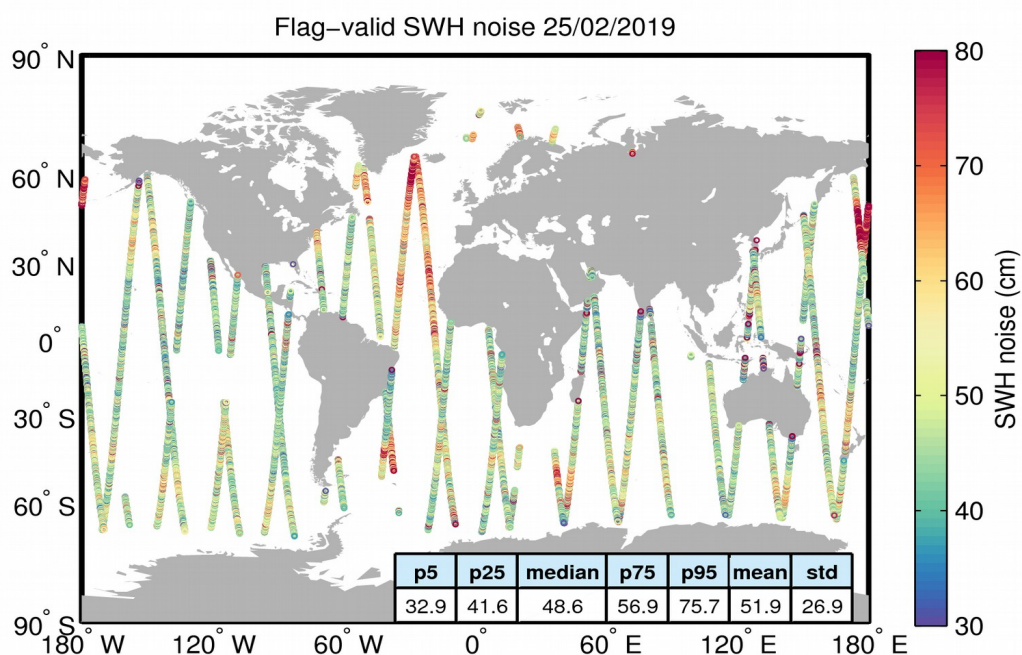 Flag−valid SWH noise 25/02/2019
90° N
60° N
30° N
0°
30° S
60° S
90° S
180° W
120° W
60° W
0°
60° E
120° E
180° E
p5 p25 median p75 p95 mean std
32.9 41.6 48.6 56.9 75.7 51.9 26.9
80
70
60
50
40
30
SWH noise (cm)